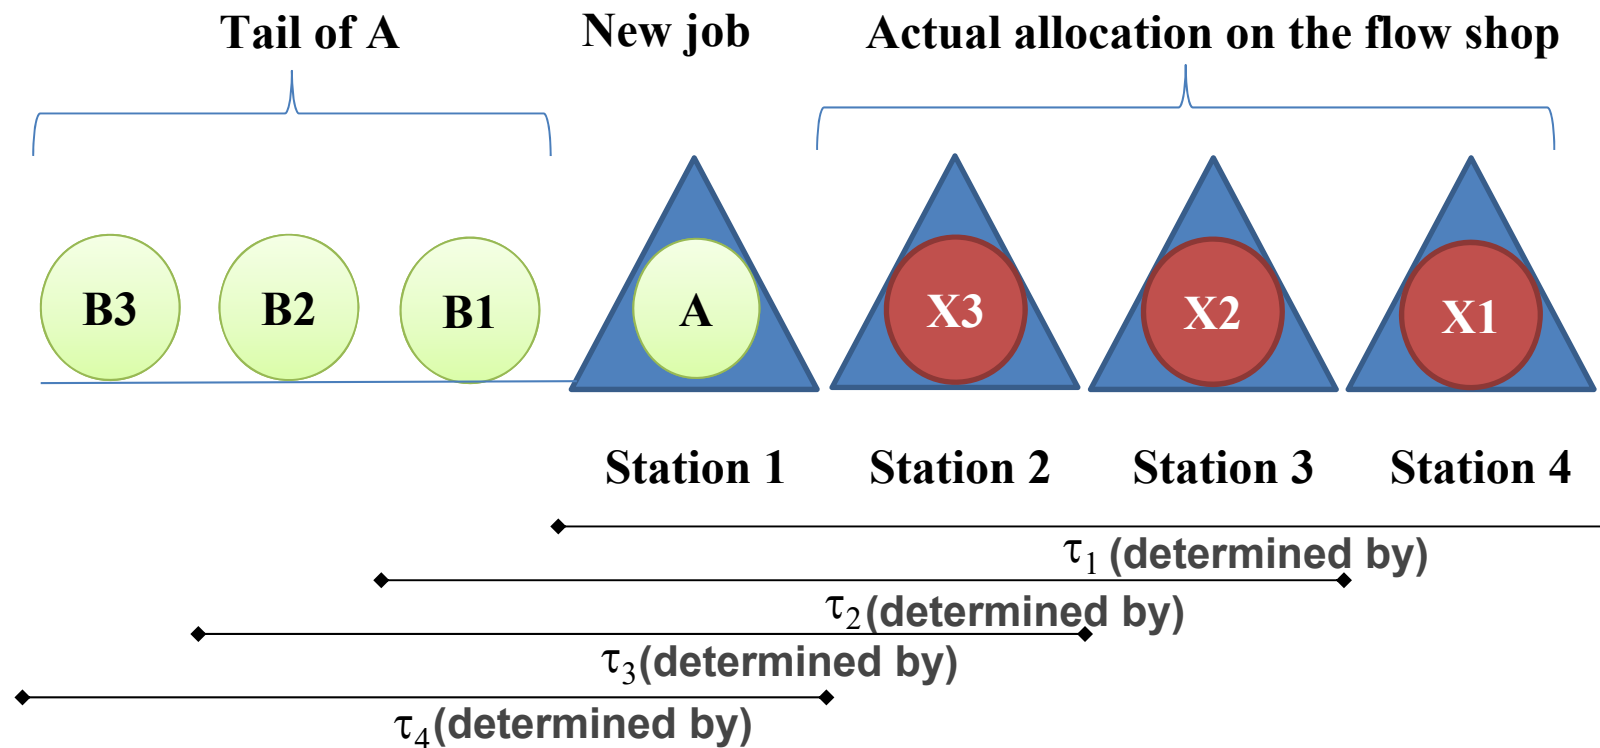 Tail of A
New job
Actual allocation on the flow shop
B3
B2
B1
A
X3
X2
X1
Station 1
Station 2
Station 3
Station 4
τ1 (determined by)
τ2(determined by)
τ3(determined by)
τ4(determined by)